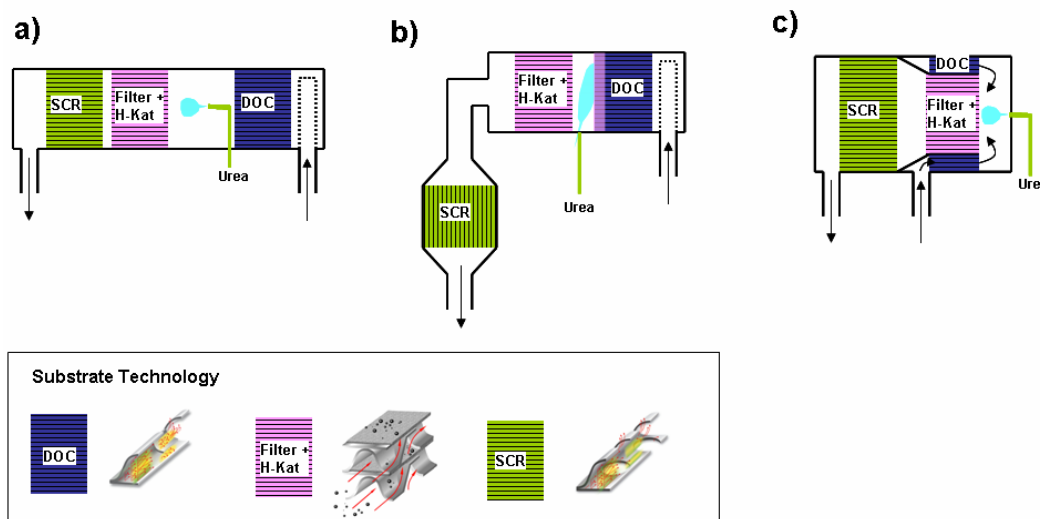 a)
SCR
Filter +
H-Kat
DOC
Urea
b)
Filter +
H-Kat
DOC
Urea
SCR
c)
DOC
SCR
Filter +
H-Kat
Ure
Substrate Technology
DOC
Filter +
H-Kat
SCR